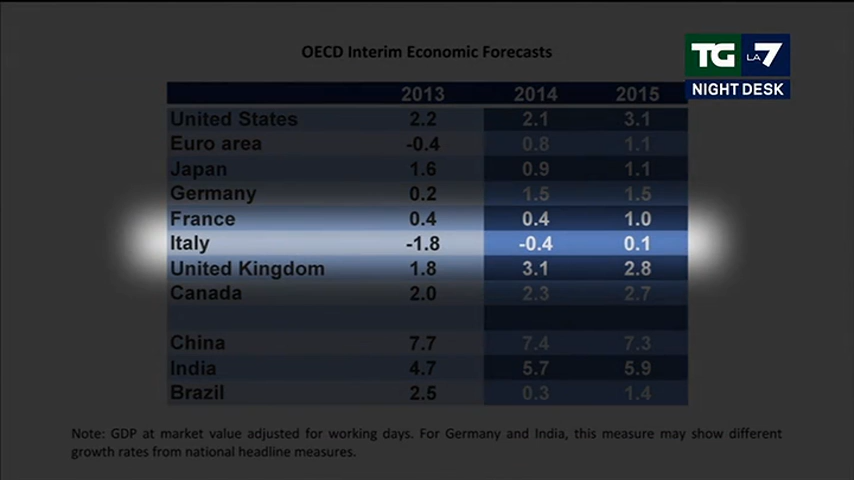 OECD Interim Economic Forecasts
TG LA 7
NIGHT DESK
2013 2014 2015
United States 2.2 2.1 3.1
Euro area -0.4 0.8 1.1
Japan 1.6 0.9 1.1
Germany 0.2 1.5 1.5
France 0.4 0.4 1.0
Italy -1.8 -0.4 0.1
United Kingdom 1.8 3.1 2.8
Canada 2.0 2.3 2.7
China 7.7 7.4 7.3
India 4.7 5.7 5.9
Brazil 2.5 0.3 1.4
Note: GDP at market value adjusted for working days. For Germany and India, this measure may show different
growth rates from national headline measures.